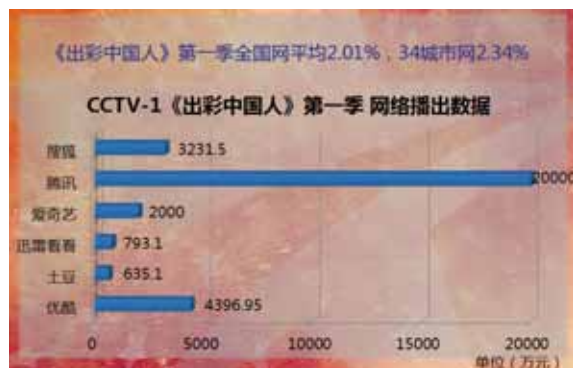 《出彩中国人》第一季全国网平均2.01%，34城市网2.34%
CCTV-1《出彩中国人》第一季 网络播出数据
搜狐 3231.5
腾讯 20000
爱奇艺 2000
迅雷看看 793.1
土豆 635.1
优酷 4396.95
0 5000 10000 15000 20000
单位（万元）